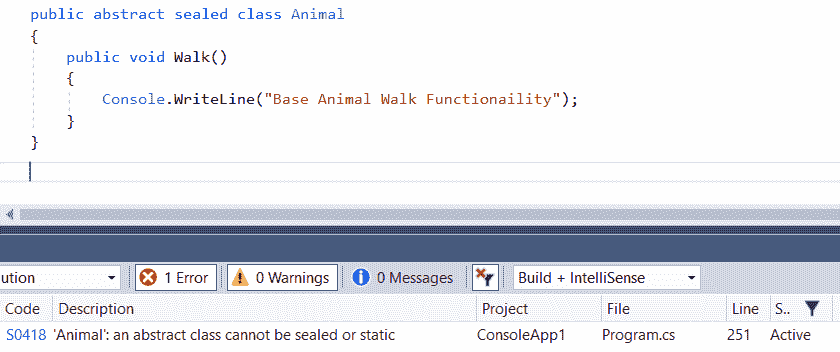 public abstract sealed class Animal
{
public void Walk()
{
Console.WriteLine("Base Animal Walk Functionaility");
}
}
ution 1 Error 0 Warnings 0 Messages Build + IntelliSense
Code Description Project File Line S..
S0418 'Animal': an abstract class cannot be sealed or static ConsoleApp1 Program.cs 251 Active